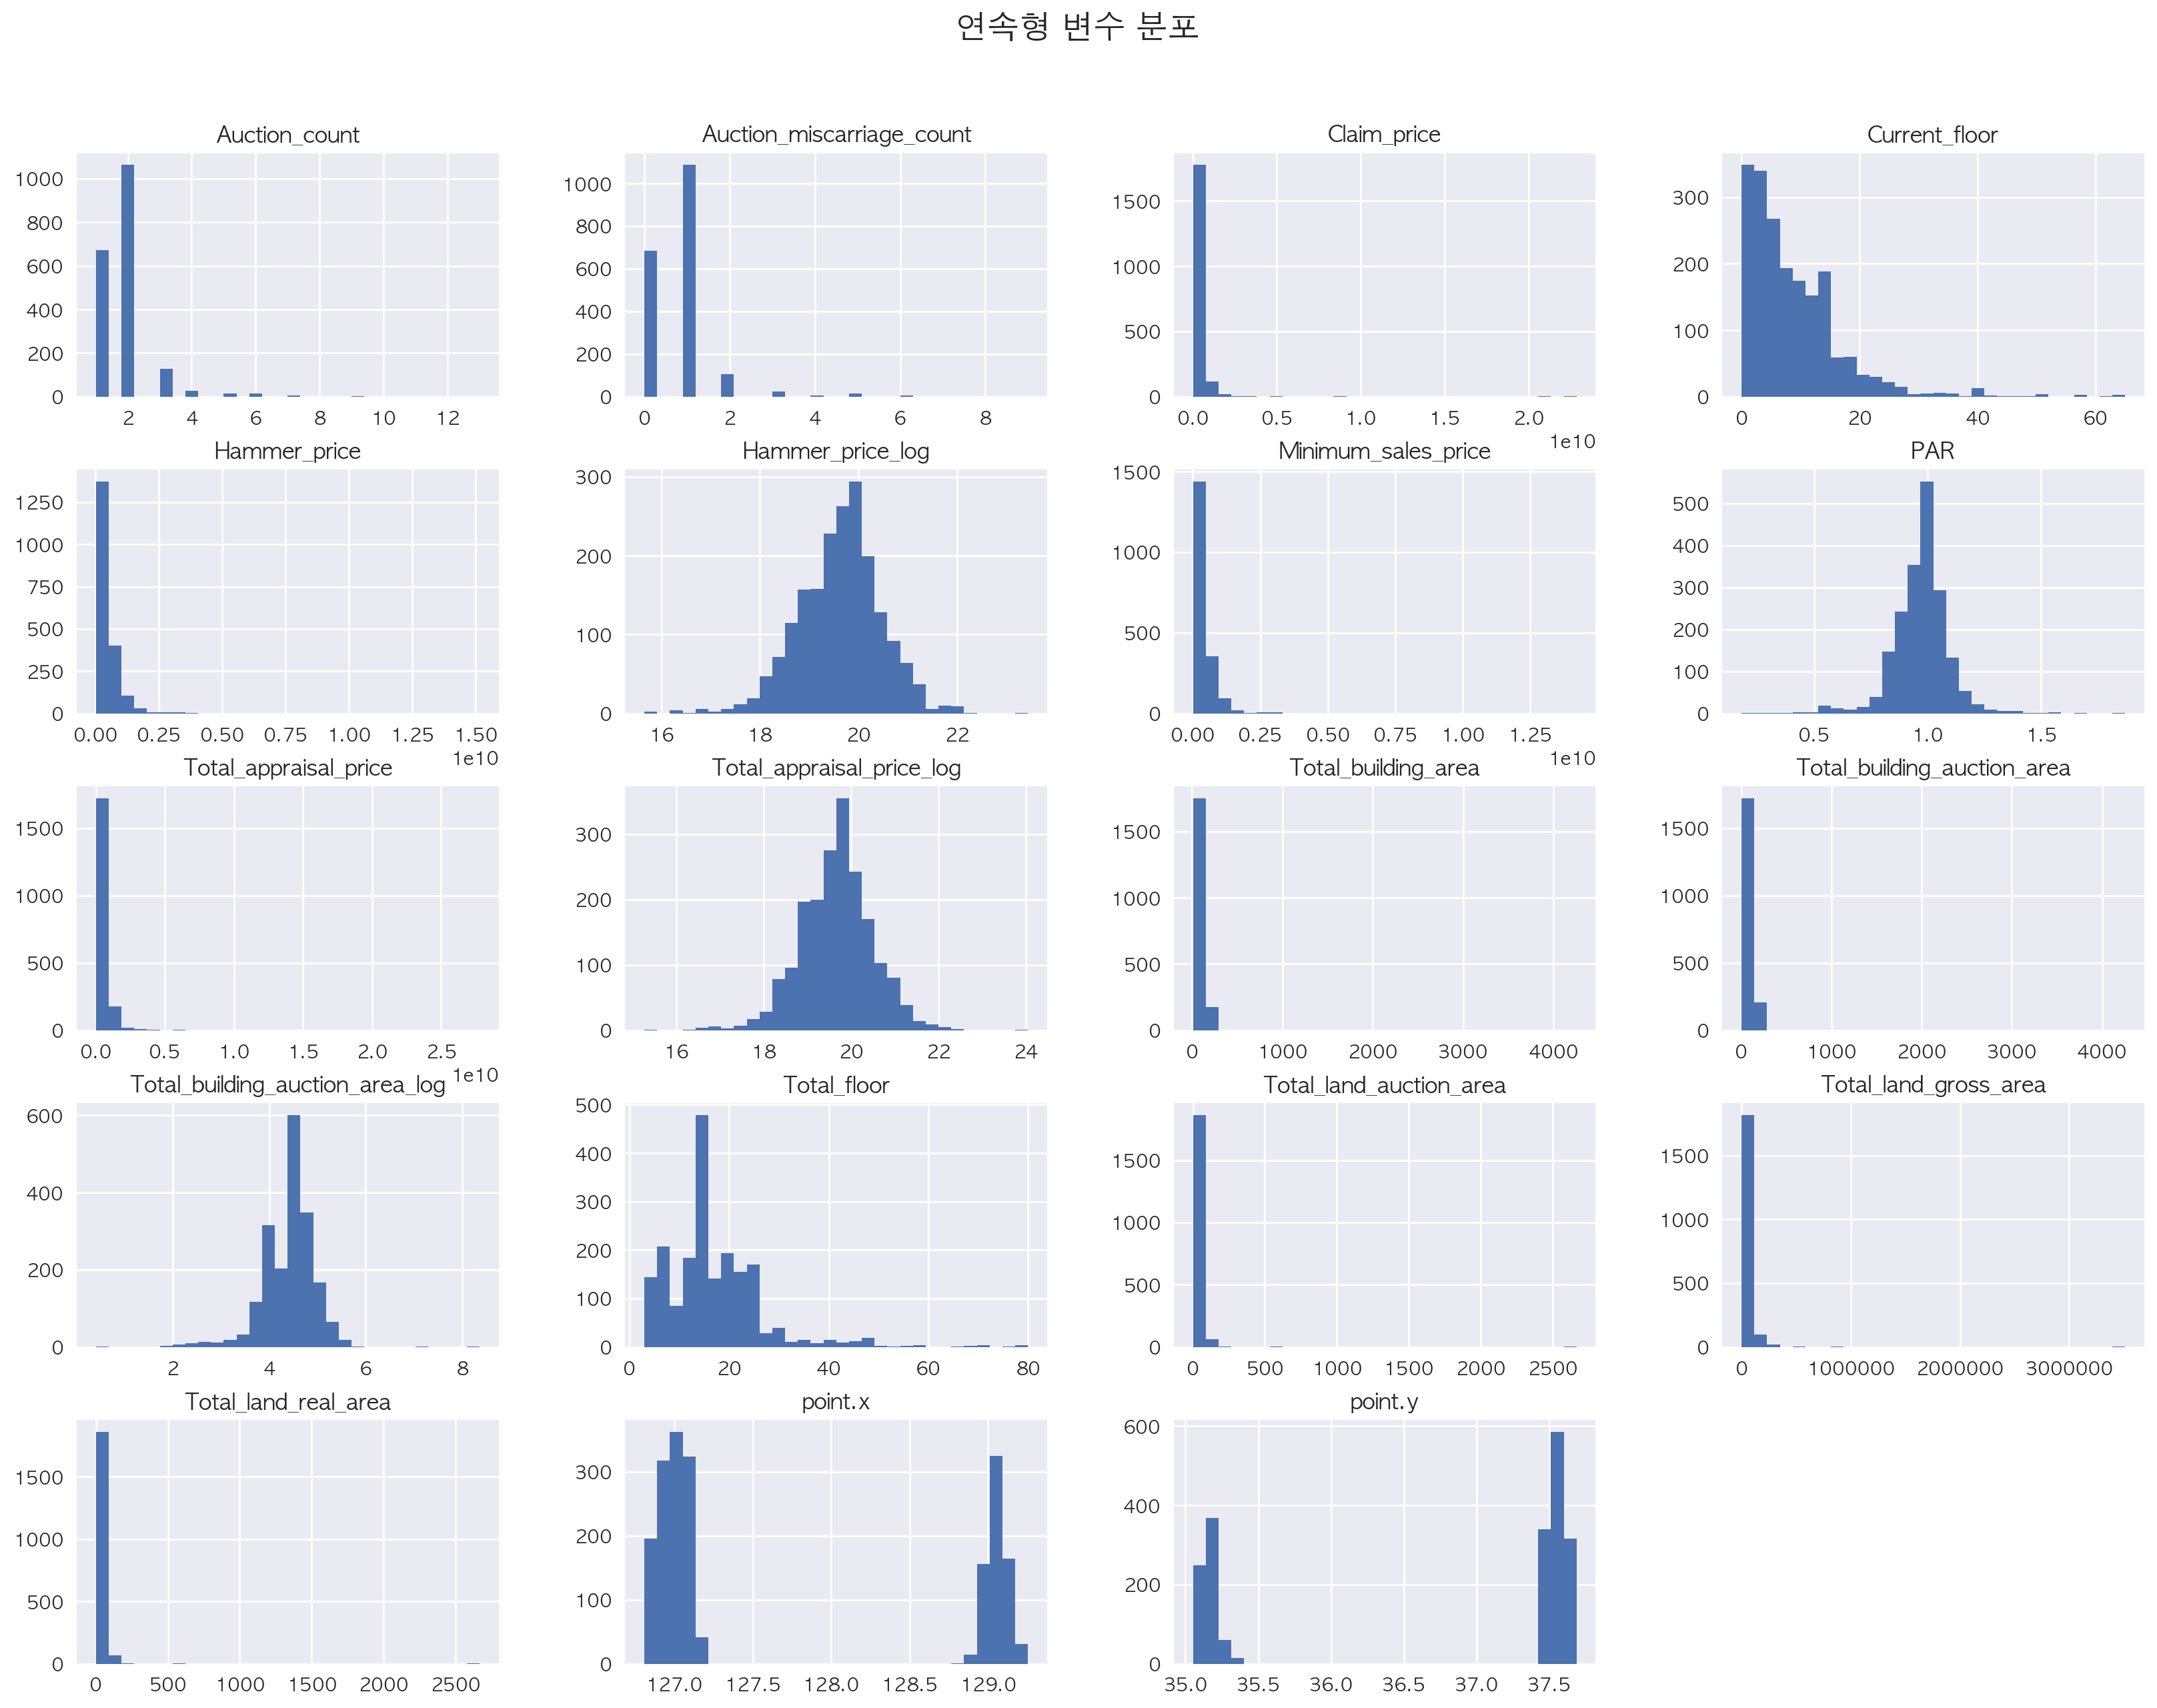 연속형 변수 분포
Auction_count
Auction_miscarriage_count
Claim_price
Current_floor
1000
800
600
400
200
0
2 4 6 8 10 12
1000
800
600
400
200
0
0 2 4 6 8
1500
1000
500
0
0.0 0.5 1.0 1.5 2.0
1e10
300
200
100
0
0 20 40 60
Hammer_price
Hammer_price_log
Minimum_sales_price
PAR
1250
1000
750
500
250
0
0.00 0.25 0.50 0.75 1.00 1.25 1.50
1e10
300
200
100
0
16 18 20 22
1500
1000
500
0
0.00 0.25 0.50 0.75 1.00 1.25
1e10
500
400
300
200
100
0
0.5 1.0 1.5
Total_appraisal_price
Total_appraisal_price_log
Total_building_area
Total_building_auction_area
1500
1000
500
0
0.0 0.5 1.0 1.5 2.0 2.5
1e10
300
200
100
0
16 18 20 22 24
1500
1000
500
0
0 1000 2000 3000 4000
1500
1000
500
0
0 1000 2000 3000 4000
Total_building_auction_area_log
Total_floor
Total_land_auction_area
Total_land_gross_area
600
400
200
0
2 4 6 8
500
400
300
200
100
0
0 20 40 60 80
1500
1000
500
0
0 500 1000 1500 2000 2500
1500
1000
500
0
0 1000000 2000000 3000000
Total_land_real_area
point.x
point.y
1500
1000
500
0
0 500 1000 1500 2000 2500
300
200
100
0
127.0 127.5 128.0 128.5 129.0
600
400
200
0
35.0 35.5 36.0 36.5 37.0 37.5